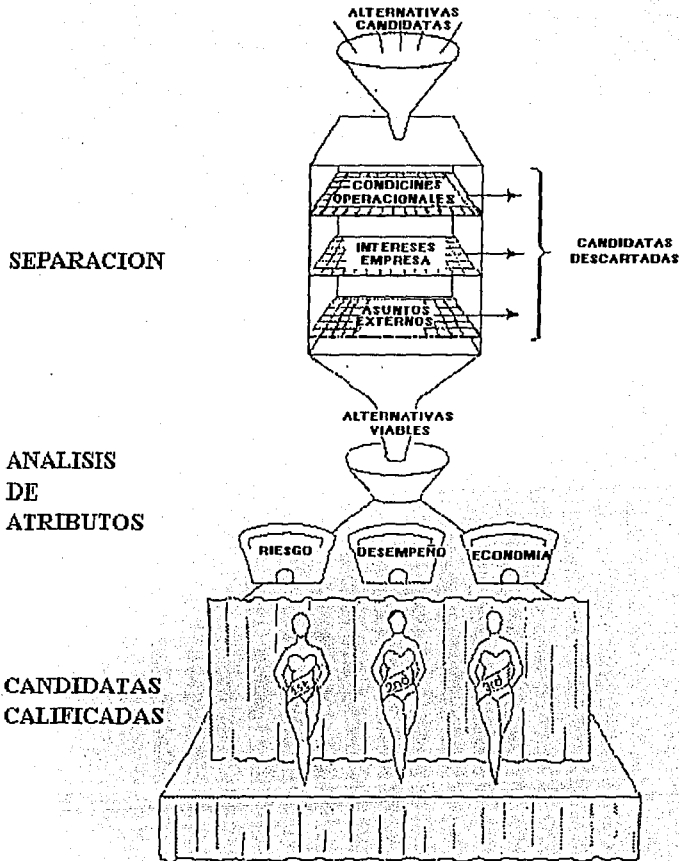 ALTERNATIVAS
CANDIDATAS
CONDICINES
OPERACIONALES
SEPARACION
INTERESES
EMPRESA
CANDIDATAS
DESCARTADAS
ASUNTOS
EXTERNOS
ALTERNATIVAS
VIABLES
ANALISIS
DE
ATRIBUTOS
RIESGO
DESEMPEÑO
ECONOMIA
CANDIDATAS
CALIFICADAS
1st
2nd
3rd